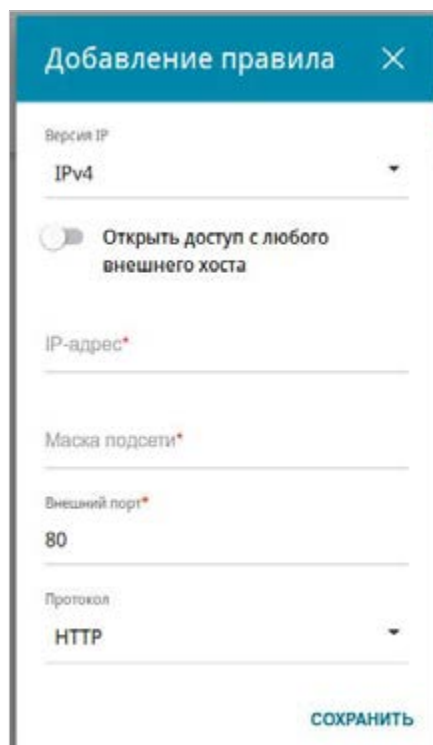 Добавление правила
Версия IP
IPv4
Открыть доступ с любого
внешнего хоста
IP-адрес*
Маска подсети*
Внешний порт*
80
Протокол
HTTP
СОХРАНИТЬ